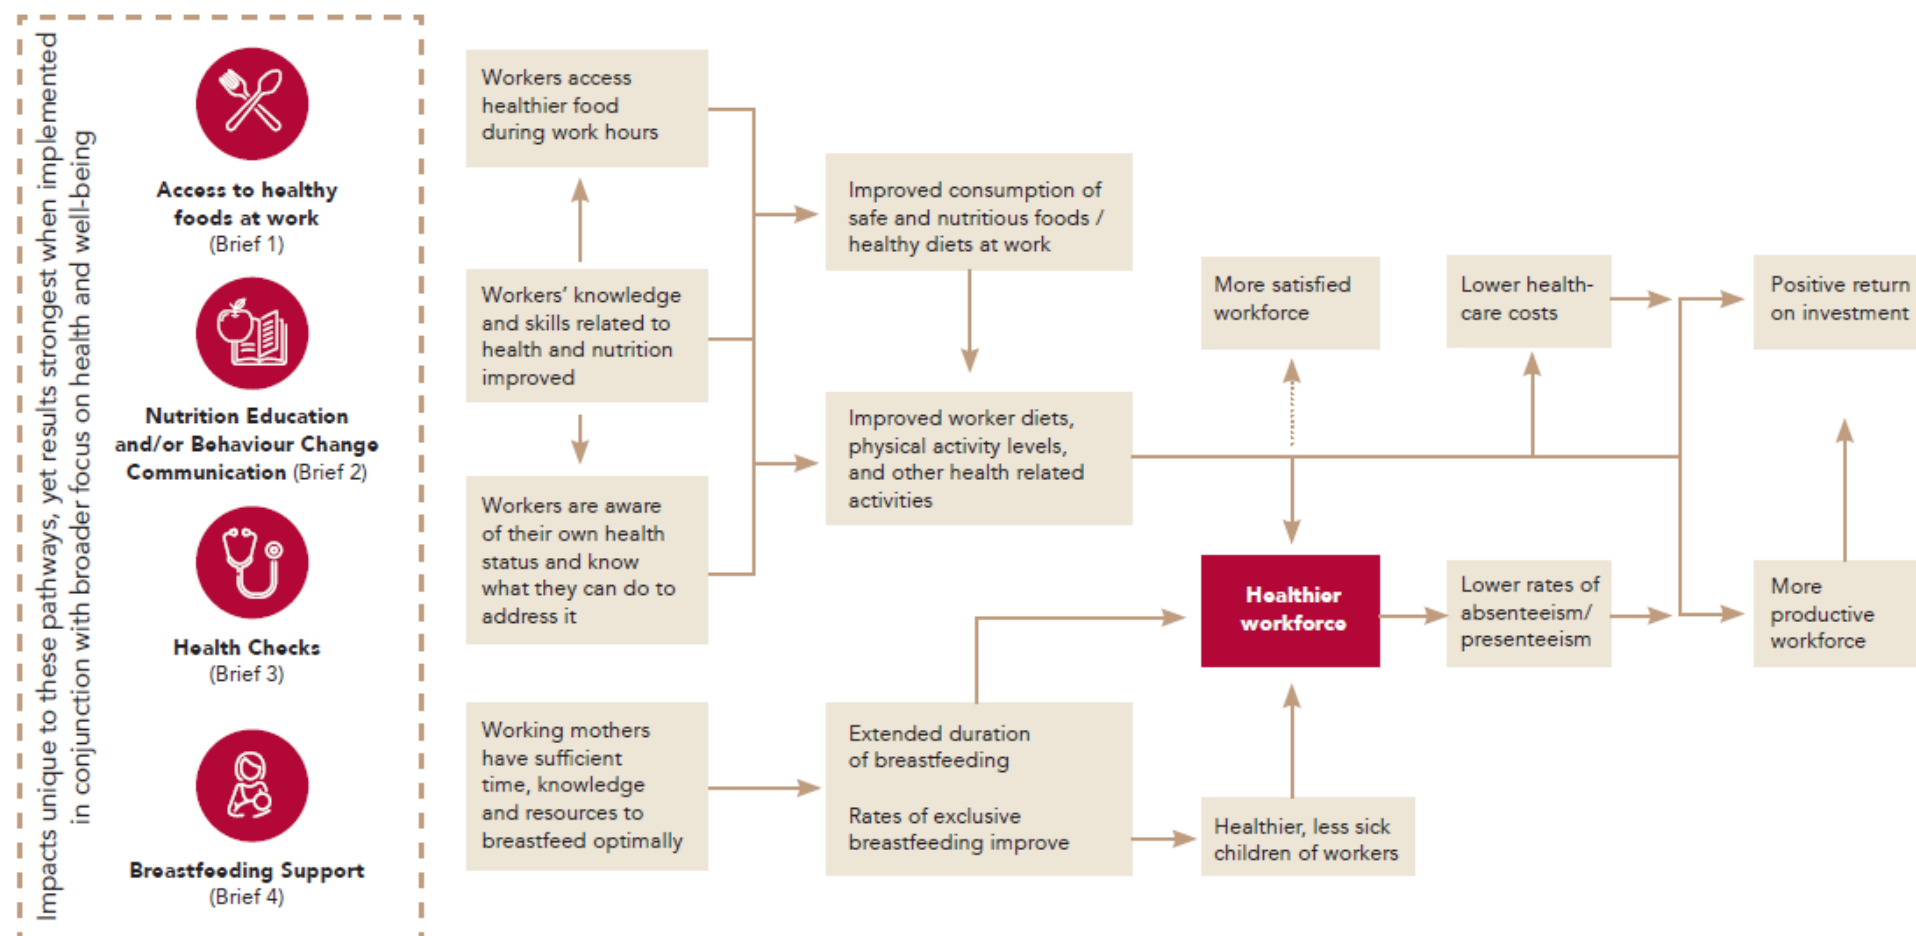 Impacts unique to these pathways, yet results strongest when implemented
in conjunction with broader focus on health and well-being
Access to healthy
foods at work
(Brief 1)
Nutrition Education
and/or Behaviour Change
Communication (Brief 2)
Health Checks
(Brief 3)
Breastfeeding Support
(Brief 4)
Workers access
healthier food
during work hours
Workers’ knowledge
and skills related to
health and nutrition
improved
Workers are aware
of their own health
status and know
what they can do to
address it
Working mothers
have sufficient
time, knowledge
and resources to
breastfeed optimally
Improved consumption of
safe and nutritious foods /
healthy diets at work
Improved worker diets,
physical activity levels,
and other health related
activities
Extended duration
of breastfeeding
Rates of exclusive
breastfeeding improve
More satisfied
workforce
Healthier
workforce
Healthier, less sick
children of workers
Lower health-
care costs
Lower rates of
absenteeism/
presenteeism
Positive return
on investment
More
productive
workforce